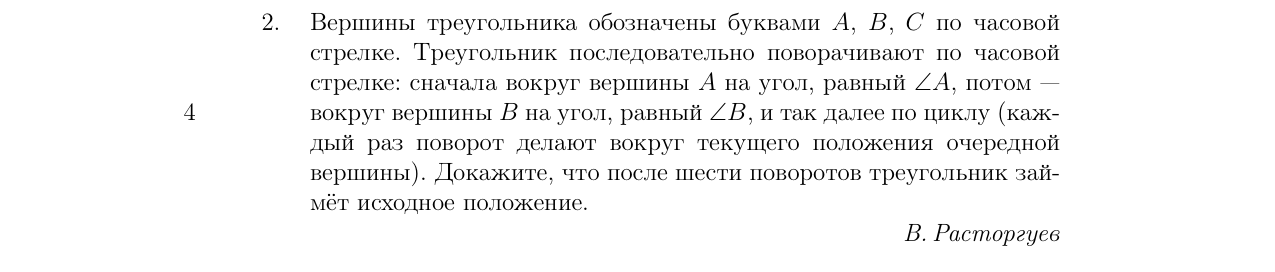 2. Вершины треугольника обозначены буквами A, B, C по часовой
стрелке. Треугольник последовательно поворачивают по часовой
стрелке: сначала вокруг вершины A на угол, равный ∠A, потом —
4 вокруг вершины B на угол, равный ∠B, и так далее по циклу (каж-
дый раз поворот делают вокруг текущего положения очередной
вершины). Докажите, что после шести поворотов треугольник зай-
мёт исходное положение.
В. Расторгуев